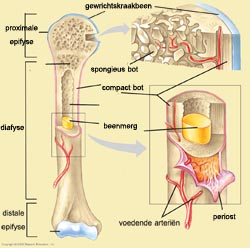 gewrichtskraakbeen
proximale
epifyse
spongieus bot
compact bot
diafyse
beenmerg
distale
epifyse
voedende arteriën
periost